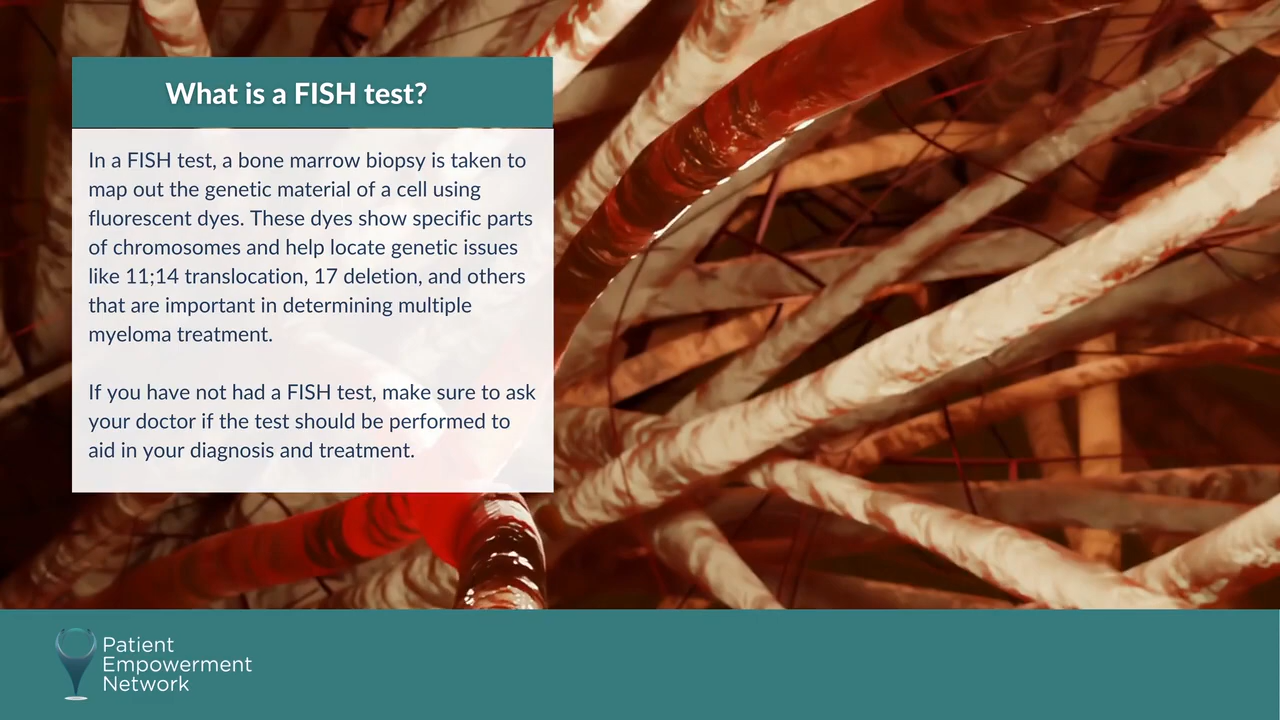 What is a FISH test?
In a FISH test, a bone marrow biopsy is taken to
map out the genetic material of a cell using
fluorescent dyes. These dyes show specific parts
of chromosomes and help locate genetic issues
like 11;14 translocation, 17 deletion, and others
that are important in determining multiple
myeloma treatment.
If you have not had a FISH test, make sure to ask
your doctor if the test should be performed to
aid in your diagnosis and treatment.
Patient
Empowerment
Network